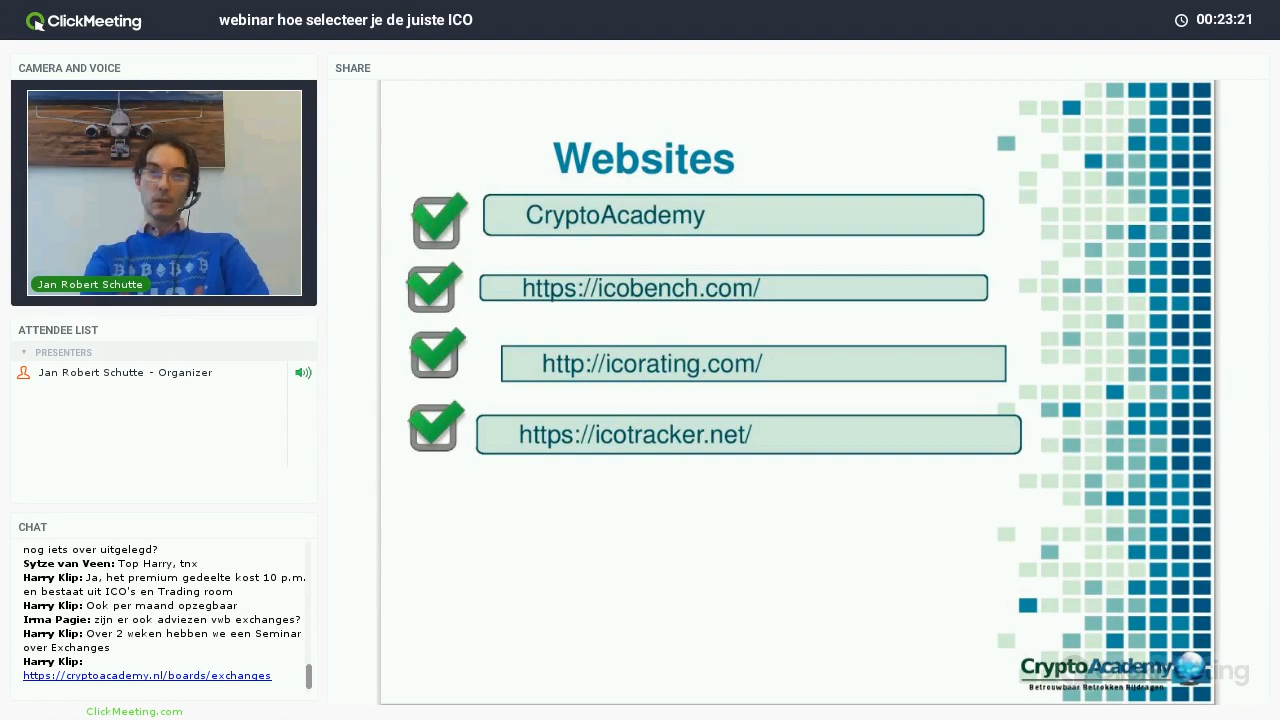 ClickMeeting
webinar hoe selecteer je de juiste ICO
00:23:21
CAMERA AND VOICE
Jan Robert Schutte
ATTENDEE LIST
PRESENTERS
Jan Robert Schutte - Organizer
CHAT
nog iets over uitgelegd?
Sytze van Veen: Top Harry, tnx
Harry Klip: Ja, het premium gedeelte kost 10 p.m.
en bestaat uit ICO's en Trading room
Harry Klip: Ook per maand opzegbaar
Irma Pagie: zijn er ook adviezen vwb exchanges?
Harry Klip: Over 2 weken hebben we een Seminar
over Exchanges
Harry Klip:
https://cryptoacademy.nl/boards/exchanges
ClickMeeting.com
SHARE
Websites
CryptoAcademy
https://icobench.com/
http://icorating.com/
https://icotracker.net/
CryptoAcademy
Betrouwbaar Betrokken Bijdragen